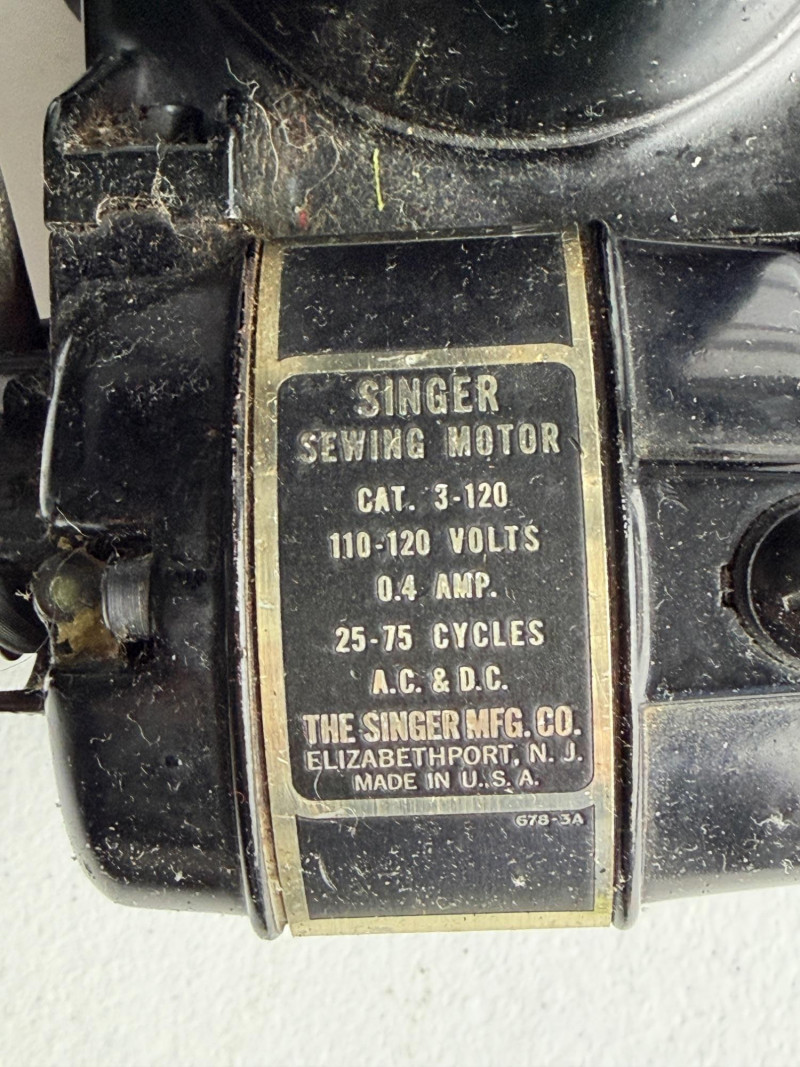 SINGER
SEWING MOTOR
CAT. 3-120
110-120 VOLTS
0.4 AMP.
25-75 CYCLES
A.C. & D.C.
THE SINGER MFG. CO.
ELIZABETHPORT, N. J.
MADE IN U.S.A.
678-3A